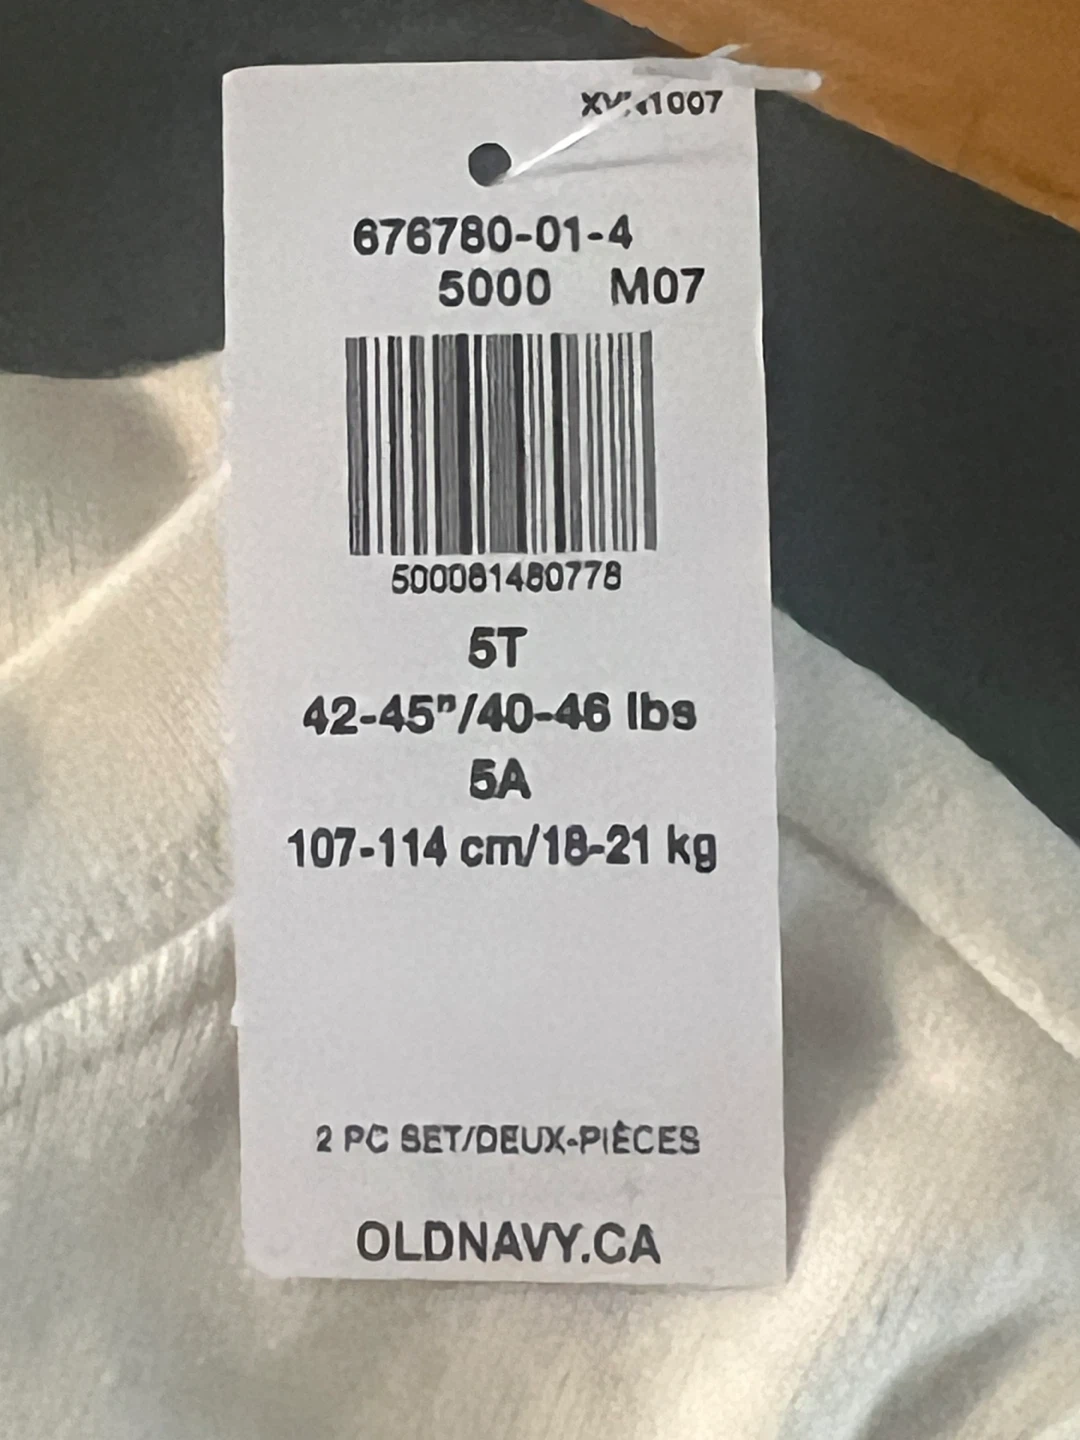 676780-01-4
5000 M07
500081480778
5T
42-45"/40-46 lbs
5A
107-114 cm/18-21 kg
2 PC SET/DEUX-PIÈCES
OLDNAVY.CA